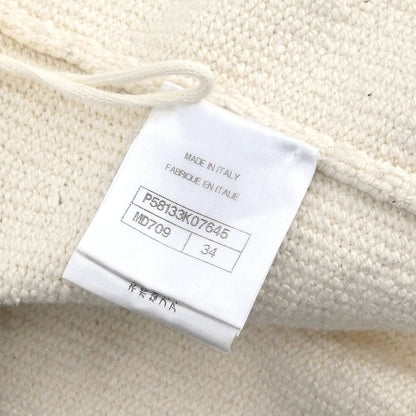 MADE IN ITALY
FABRIQUE EN ITALIE
P58133K07645
MD709 34